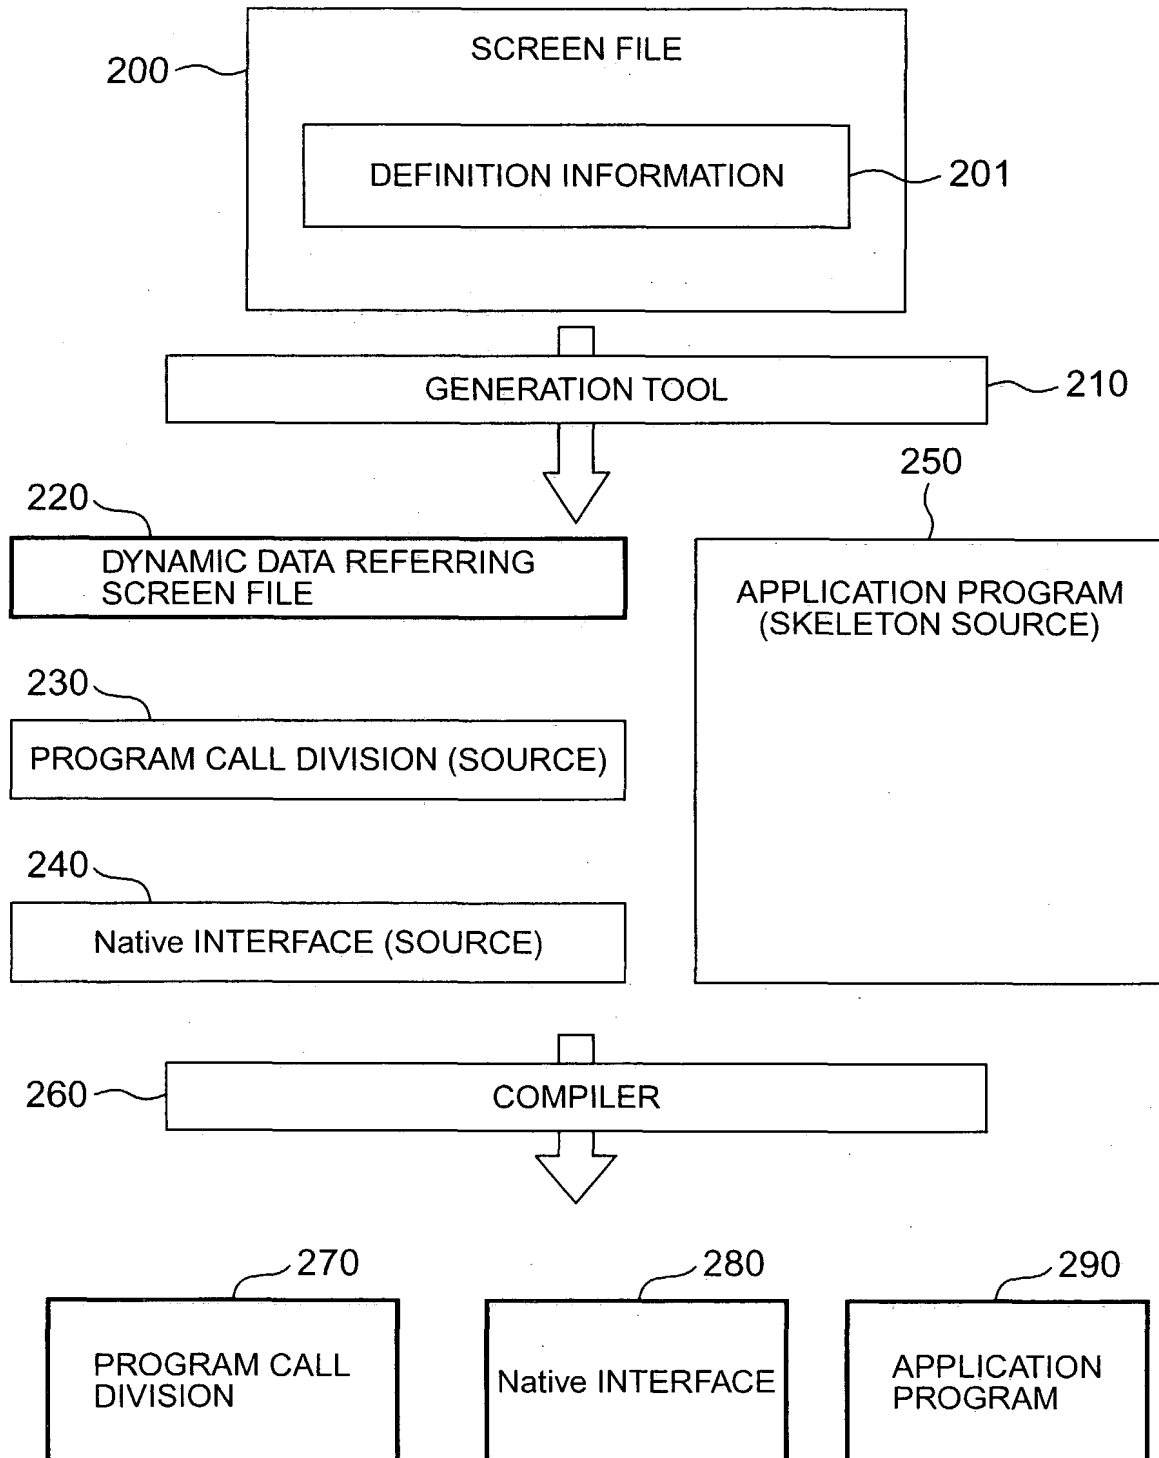 SCREEN FILE
200
DEFINITION INFORMATION
201
GENERATION TOOL
210
250
220
DYNAMIC DATA REFERRING
SCREEN FILE
APPLICATION PROGRAM
(SKELETON SOURCE)
230
PROGRAM CALL DIVISION (SOURCE)
240
Native INTERFACE (SOURCE)
260
COMPILER
270
280
290
PROGRAM CALL
DIVISION
Native INTERFACE
APPLICATION
PROGRAM